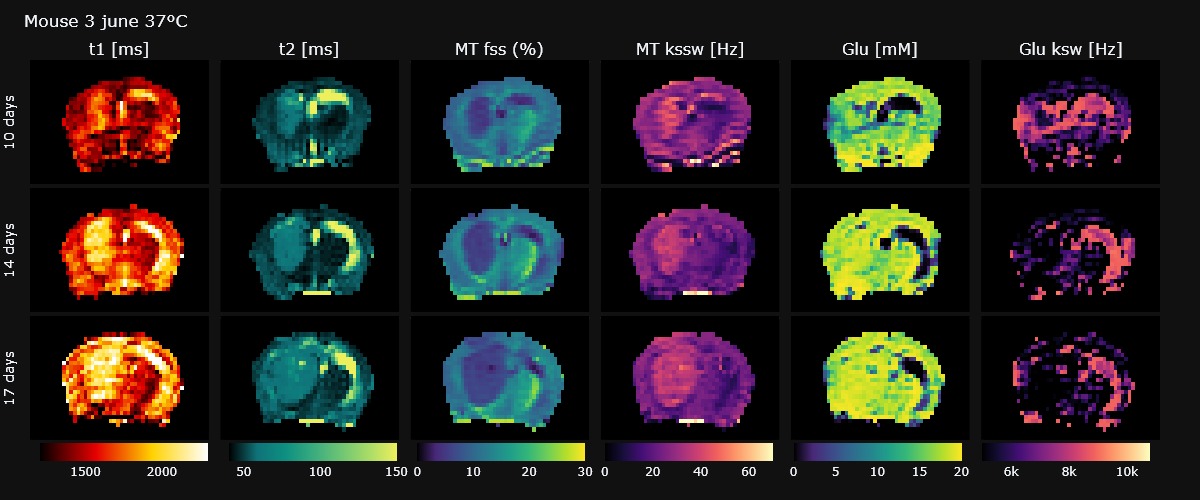 Mouse 3 june 37°C
t1 [ms] t2 [ms] MT fss (%) MT kssw [Hz] Glu [mM] Glu ksw [Hz]
10 days
14 days
17 days
1500 2000 50 100 150 0 10 20 30 0 20 40 60 0 5 10 15 20 6k 8k 10k